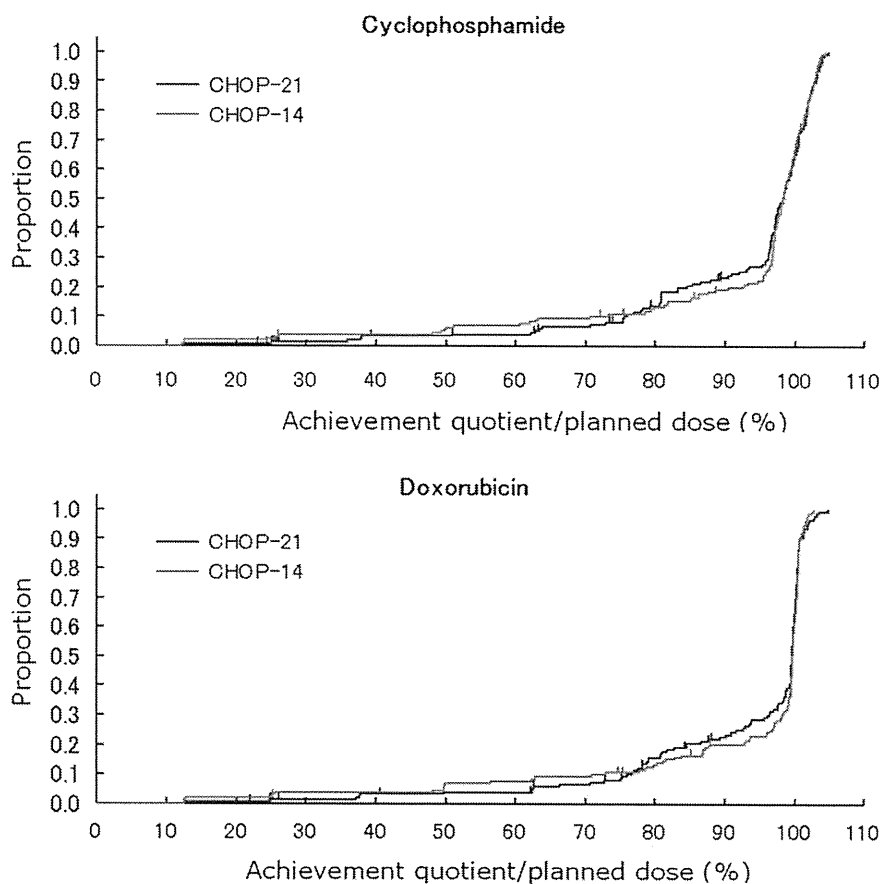 Cyclophosphamide
1.0
0.9
0.8
0.7
0.6
0.5
0.4
0.3
0.2
0.1
0.0
Proportion
CHOP-21
CHOP-14
0 10 20 30 40 50 60 70 80 90 100 110
Achievement quotient/planned dose (%)
Doxorubicin
1.0
0.9
0.8
0.7
0.6
0.5
0.4
0.3
0.2
0.1
0.0
Proportion
CHOP-21
CHOP-14
0 10 20 30 40 50 60 70 80 90 100 110
Achievement quotient/planned dose (%)